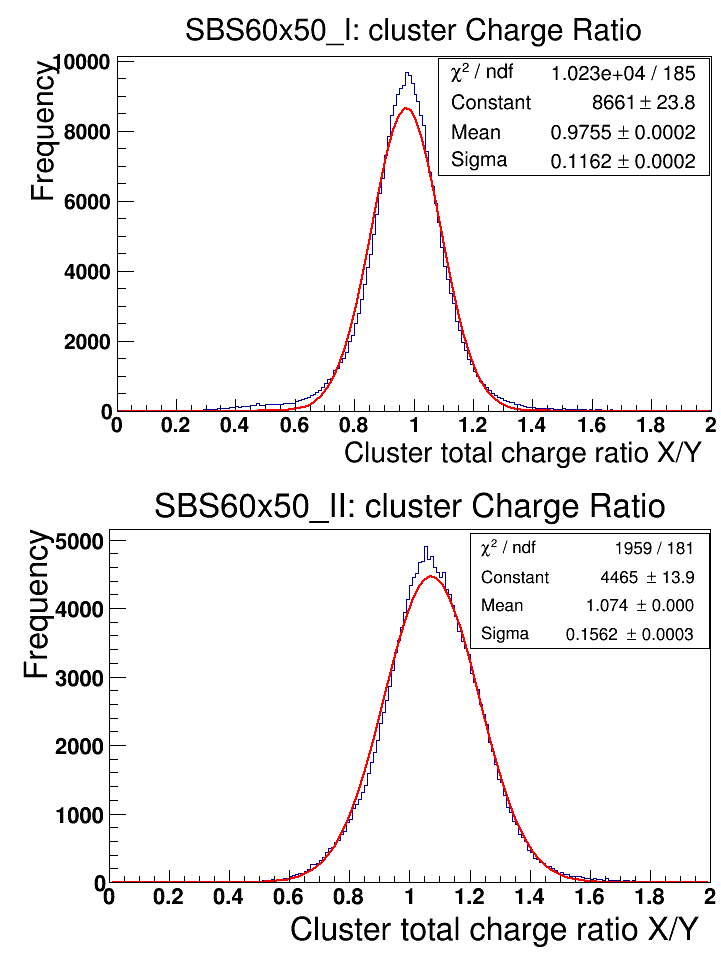 SBS60x50_I: cluster Charge Ratio
Frequency
10000
8000
6000
4000
2000
0
χ² / ndf 1.023e+04 / 185
Constant 8661 ± 23.8
Mean 0.9755 ± 0.0002
Sigma 0.1162 ± 0.0002
0 0.2 0.4 0.6 0.8 1 1.2 1.4 1.6 1.8 2
Cluster total charge ratio X/Y
SBS60x50_II: cluster Charge Ratio
Frequency
5000
4000
3000
2000
1000
0
χ² / ndf 1959 / 181
Constant 4465 ± 13.9
Mean 1.074 ± 0.000
Sigma 0.1562 ± 0.0003
0 0.2 0.4 0.6 0.8 1 1.2 1.4 1.6 1.8 2
Cluster total charge ratio X/Y